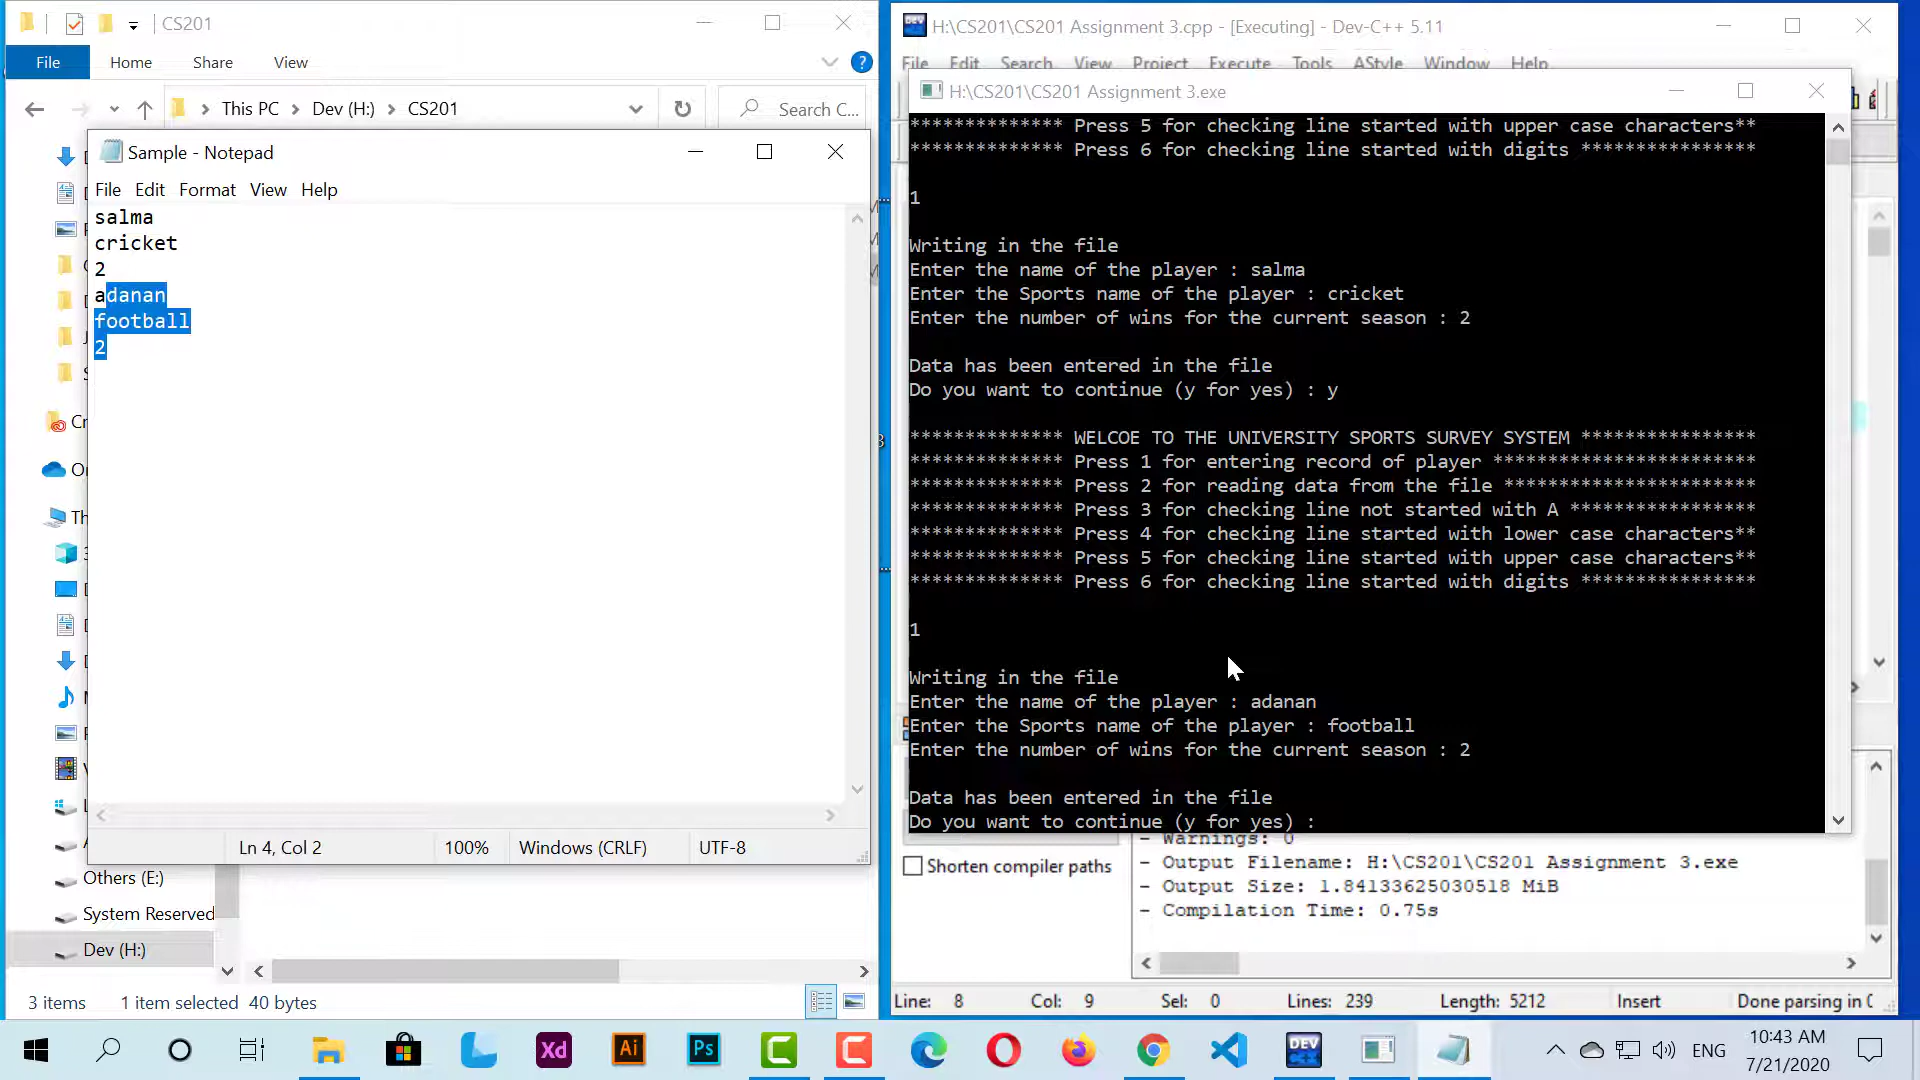 CS201
File
Home
Share
View
This PC
Dev (H:)
CS201
Search C...
Sample - Notepad
File Edit Format View Help
salma
cricket
2
adanan
football
2
Ln 4, Col 2
100%
Windows (CRLF)
UTF-8
Others (E:)
System Reserved
Dev (H:)
3 items
1 item selected 40 bytes
H:\CS201\CS201 Assignment 3.cpp - [Executing] - Dev-C++ 5.11
File Edit Search View Project Execute Tools AStyle Window Help
H:\CS201\CS201 Assignment 3.exe
************** Press 5 for checking line started with upper case characters**
************** Press 6 for checking line started with digits ****************
1
Writing in the file
Enter the name of the player : salma
Enter the Sports name of the player : cricket
Enter the number of wins for the current season : 2
Data has been entered in the file
Do you want to continue (y for yes) : y
************** WELCOE TO THE UNIVERSITY SPORTS SURVEY SYSTEM ****************
************** Press 1 for entering record of player ************************
************** Press 2 for reading data from the file ***********************
************** Press 3 for checking line not started with A *****************
************** Press 4 for checking line started with lower case characters**
************** Press 5 for checking line started with upper case characters**
************** Press 6 for checking line started with digits ****************
1
Writing in the file
Enter the name of the player : adanan
Enter the Sports name of the player : football
Enter the number of wins for the current season : 2
Data has been entered in the file
Do you want to continue (y for yes) :
- Warnings: 0
- Output Filename: H:\CS201\CS201 Assignment 3.exe
- Output Size: 1.84133625030518 MiB
- Compilation Time: 0.75s
Shorten compiler paths
Line: 8
Col: 9
Sel: 0
Lines: 239
Length: 5212
Insert
Done parsing in
Xd
Ai
Ps
DEV
ENG
10:43 AM
7/21/2020